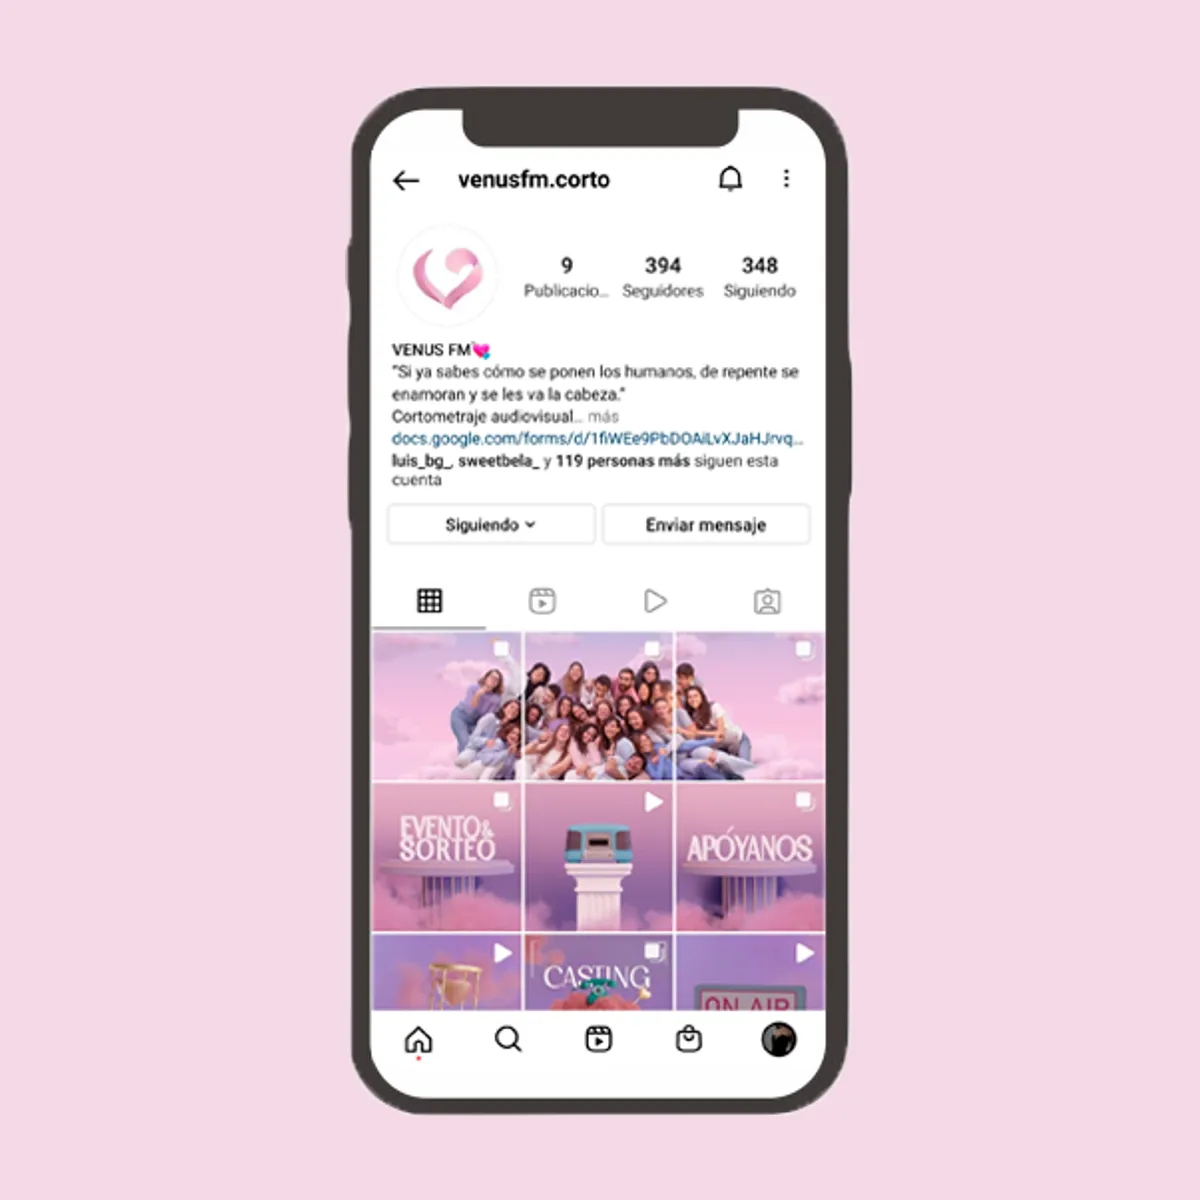 venusfm.corto
9 394 348
Publicacio... Seguidores Siguiendo
VENUS FM
"Si ya sabes cómo se ponen los humanos, de repente se
enamoran y se les va la cabeza."
Cortometraje audiovisual... más
docs.google.com/forms/d/1fiWEe9PbDOAiLvXJaHJrvq...
luis_bg_, sweetbela_ y 119 personas más siguen esta
cuenta
Siguiendo Enviar mensaje
EVENTO&
SORTEO
APÓYANOS
CASTING
ON AIR